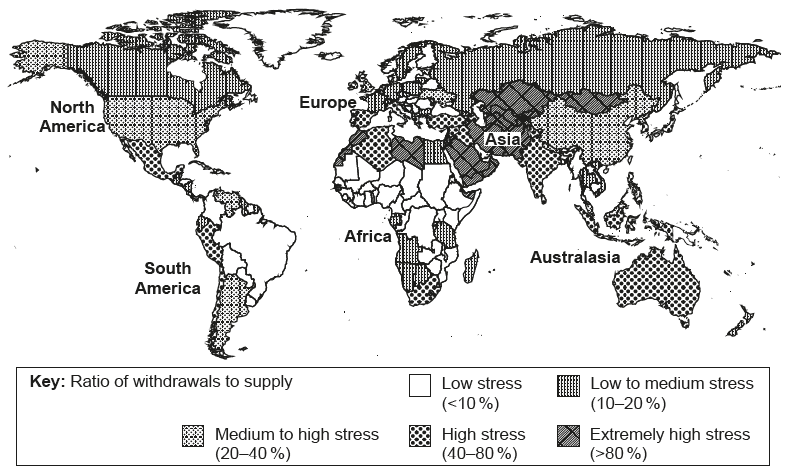 North
America
Europe
Asia
Africa
South
America
Australasia
Key: Ratio of withdrawals to supply
Low stress
(<10 %)
Low to medium stress
(10–20 %)
Medium to high stress
(20–40 %)
High stress
(40–80 %)
Extremely high stress
(>80 %)